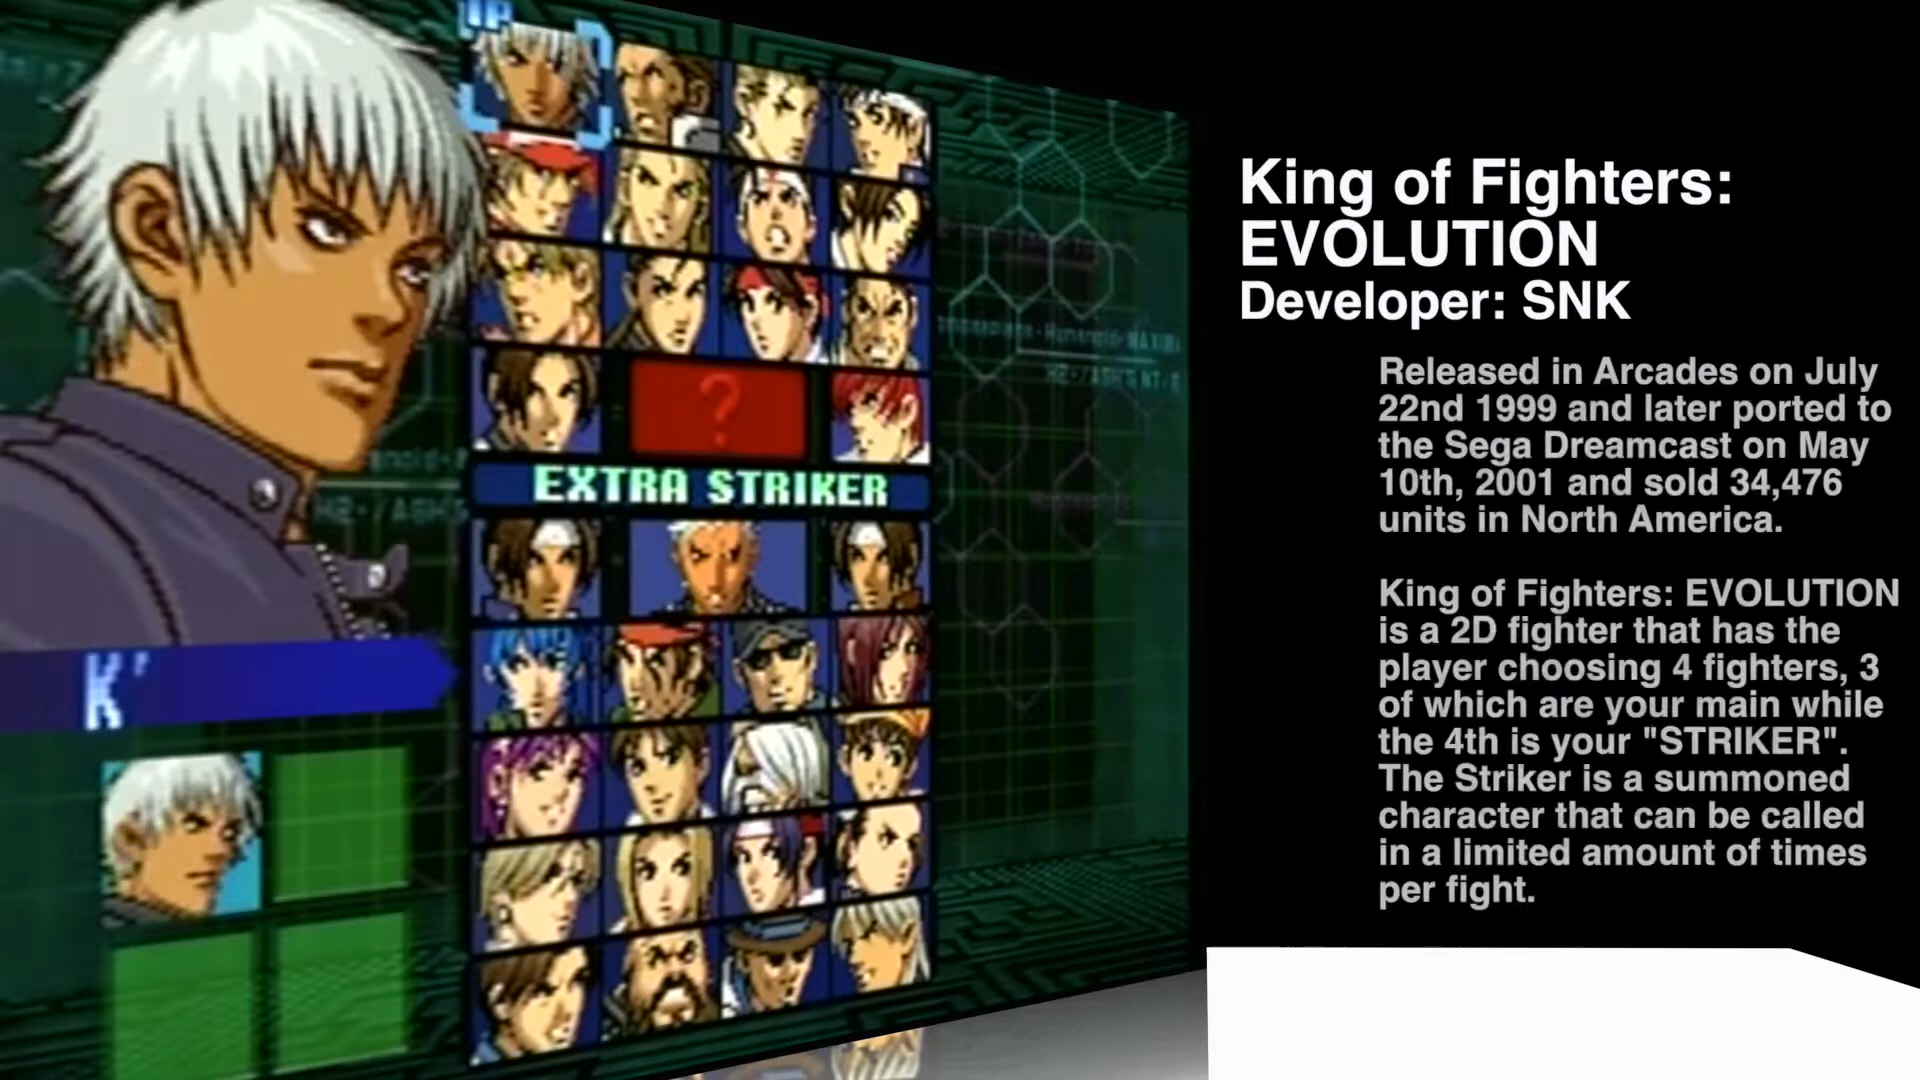 1P
EXTRA STRIKER
K'
?
King of Fighters:
EVOLUTION
Developer: SNK
Released in Arcades on July
22nd 1999 and later ported to
the Sega Dreamcast on May
10th, 2001 and sold 34,476
units in North America.
King of Fighters: EVOLUTION
is a 2D fighter that has the
player choosing 4 fighters, 3
of which are your main while
the 4th is your "STRIKER".
The Striker is a summoned
character that can be called
in a limited amount of times
per fight.